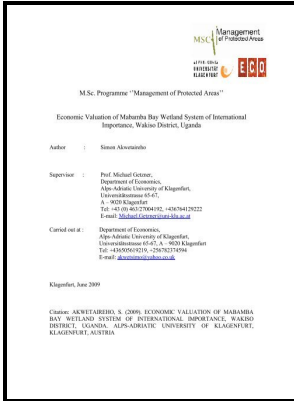 MSC Management
of Protected Areas
ALPEN-ADRIA
UNIVERSITÄT
KLAGENFURT
ECO
M.Sc. Programme ''Management of Protected Areas''
Economic Valuation of Mabamba Bay Wetland System of International
Importance, Wakiso District, Uganda
Author : Simon Akwetaireho
Supervisor : Prof. Michael Getzner,
Department of Economics,
Alps-Adriatic University of Klagenfurt,
Universitätsstrasse 65-67,
A – 9020 Klagenfurt
Tel: +43 (0) 463/27004192, +436764129222
E-mail: Michael.Getzner@uni-klu.ac.at
Carried out at : Department of Economics,
Alps-Adriatic University of Klagenfurt,
Universitätsstrasse 65-67, A – 9020 Klagenfurt
Tel: +436505619219, +256782374594
E-mail: akwetsimo@yahoo.co.uk
Klagenfurt, June 2009
Citation: AKWETAIREHO, S. (2009). ECONOMIC VALUATION OF MABAMBA
BAY WETLAND SYSTEM OF INTERNATIONAL IMPORTANCE, WAKISO
DISTRICT, UGANDA. ALPS-ADRIATIC UNIVERSITY OF KLAGENFURT,
KLAGENFURT, AUSTRIA